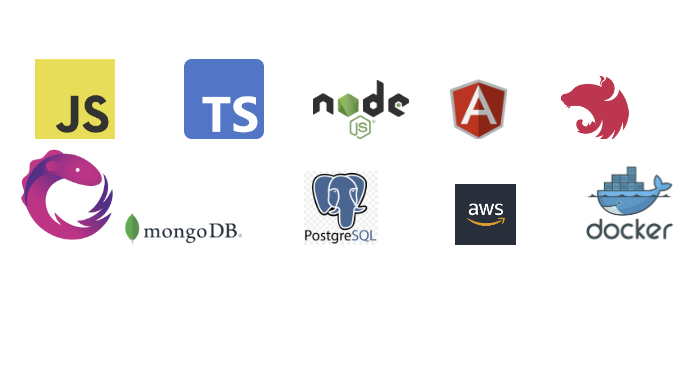 JS
TS
node
JS
A
mongoDB
PostgreSQL
aws
docker